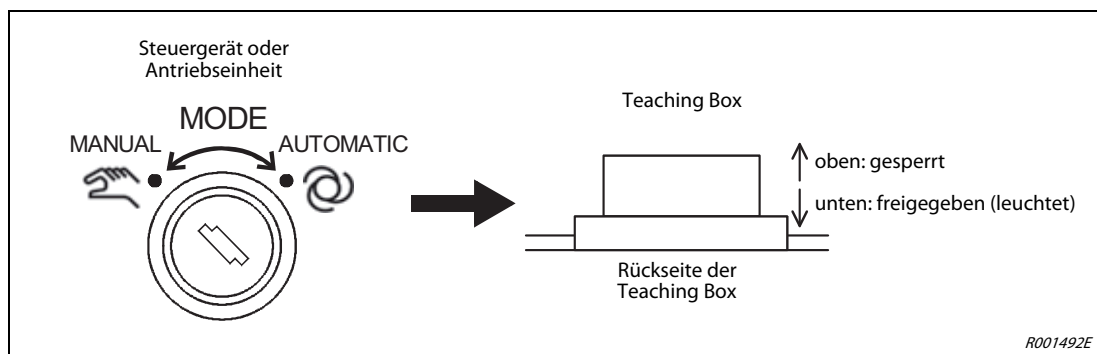 Steuergerät oder
Antriebseinheit
MODE
MANUAL
AUTOMATIC
Teaching Box
oben: gesperrt
unten: freigegeben (leuchtet)
Rückseite der
Teaching Box
R001492E